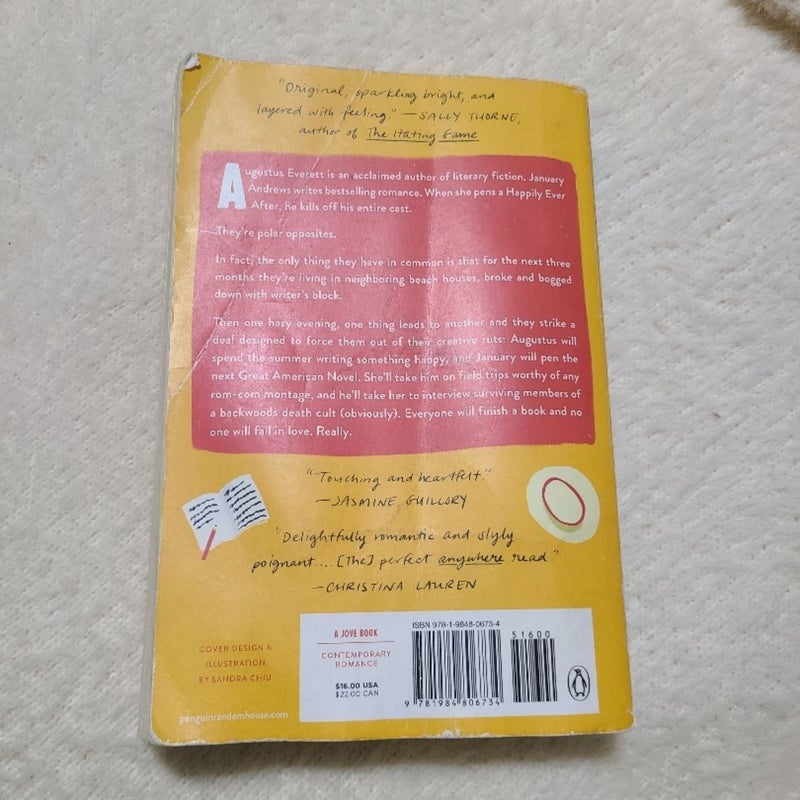 "Original, sparkling bright, and
layered with feeling." —SALLY THORNE,
author of The Hating Game
Augustus Everett is an acclaimed author of literary fiction. January
Andrews writes bestselling romance. When she pens a Happily Ever
After, he kills off his entire cast.
They're polar opposites.
In fact, the only thing they have in common is that for the next three
months they're living in neighboring beach houses, broke and bogged
down with writer's block.
Then one hazy evening, one thing leads to another and they strike a
deal designed to force them out of their creative ruts: Augustus will
spend the summer writing something happy, and January will pen the
next Great American Novel. She'll take him on field trips worthy of any
rom-com montage, and he'll take her to interview surviving members of
a backwoods death cult (obviously). Everyone will finish a book and no
one will fall in love. Really.
"Touching and heartfelt"
—JASMINE GUILLORY
"Delightfully romantic and slyly
poignant.... [The] perfect anywhere read."
—CHRISTINA LAUREN
COVER DESIGN &
ILLUSTRATION
BY SANDRA CHIU
penguinrandomhouse.com
A JOVE BOOK
CONTEMPORARY
ROMANCE
$16.00 USA
$22.00 CAN
ISBN 978-1-9848-0673-4
51600
9 781984 806734